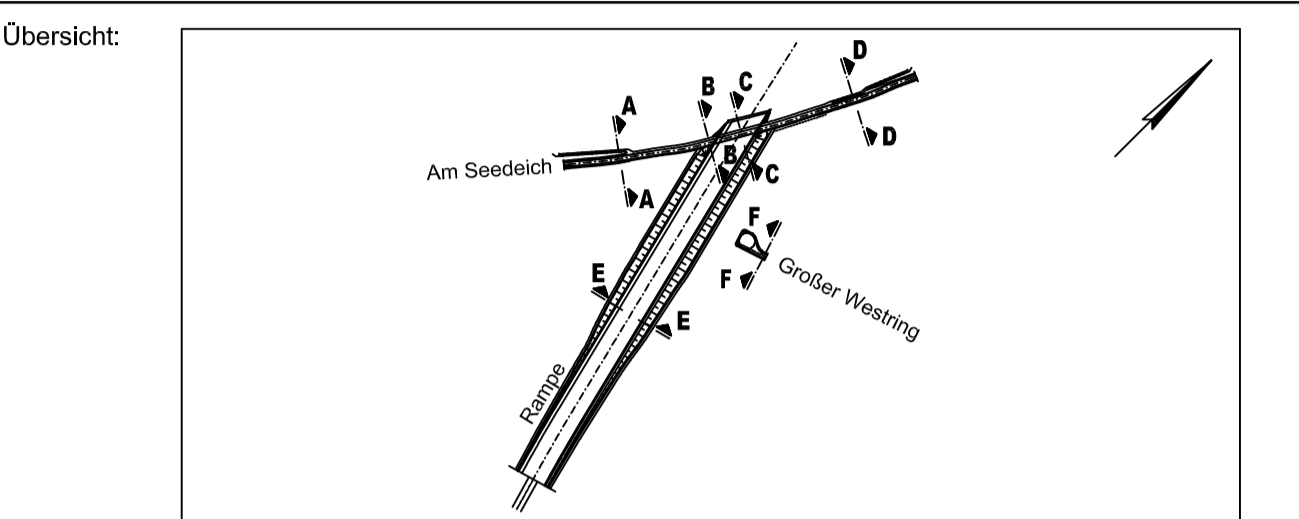 Übersicht:
D
B
C
A
D
Am Seedeich
B
C
A
F
E
F
Großer Westring
E
Rampe